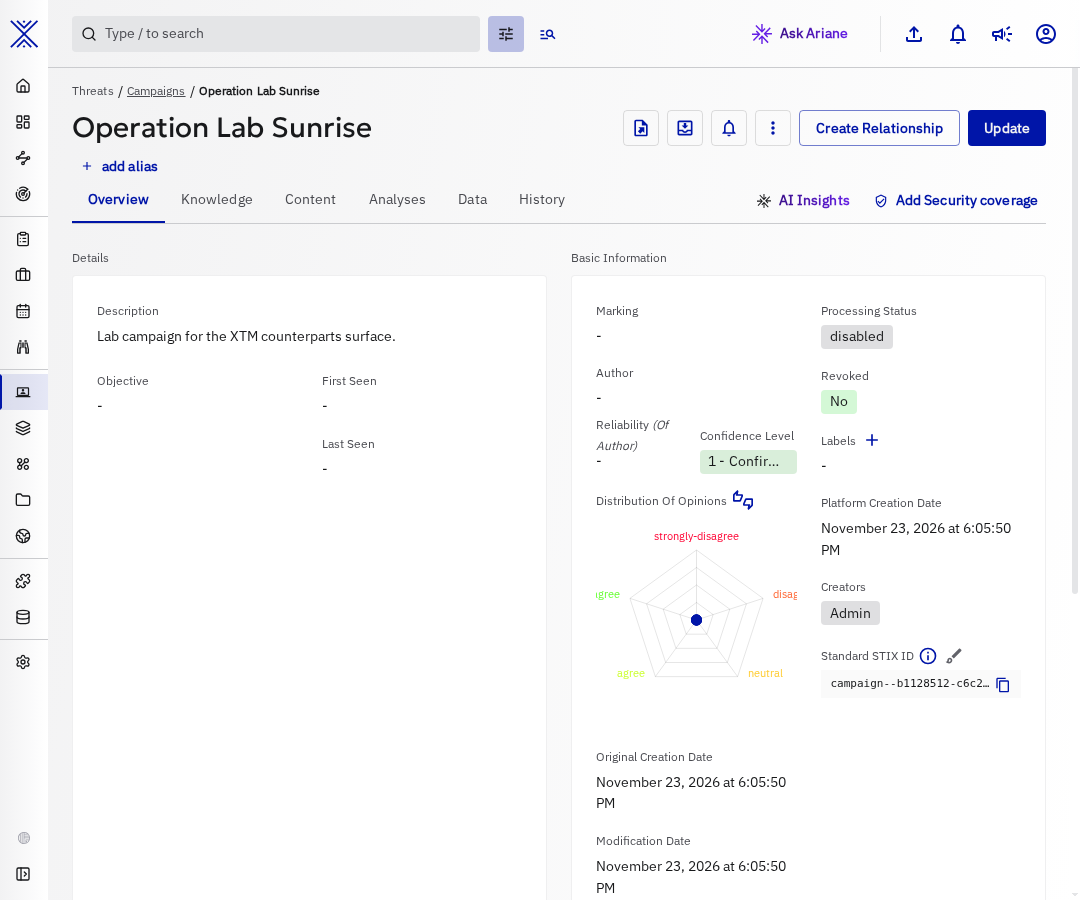 Type / to search
Ask Ariane
Threats / Campaigns / Operation Lab Sunrise
Operation Lab Sunrise
Create Relationship
Update
+ add alias
Overview
Knowledge
Content
Analyses
Data
History
AI Insights
Add Security coverage
Details
Description
Lab campaign for the XTM counterparts surface.
Objective
-
First Seen
-
Last Seen
-
Basic Information
Marking
-
Processing Status
disabled
Author
-
Revoked
No
Reliability (Of
Author)
-
Confidence Level
1 - Confir...
Labels
-
Distribution Of Opinions
strongly-disagree
neutral
agree
Platform Creation Date
November 23, 2026 at 6:05:50
PM
Creators
Admin
Standard STIX ID
campaign--b1128512-c6c2…
Original Creation Date
November 23, 2026 at 6:05:50
PM
Modification Date
November 23, 2026 at 6:05:50
PM